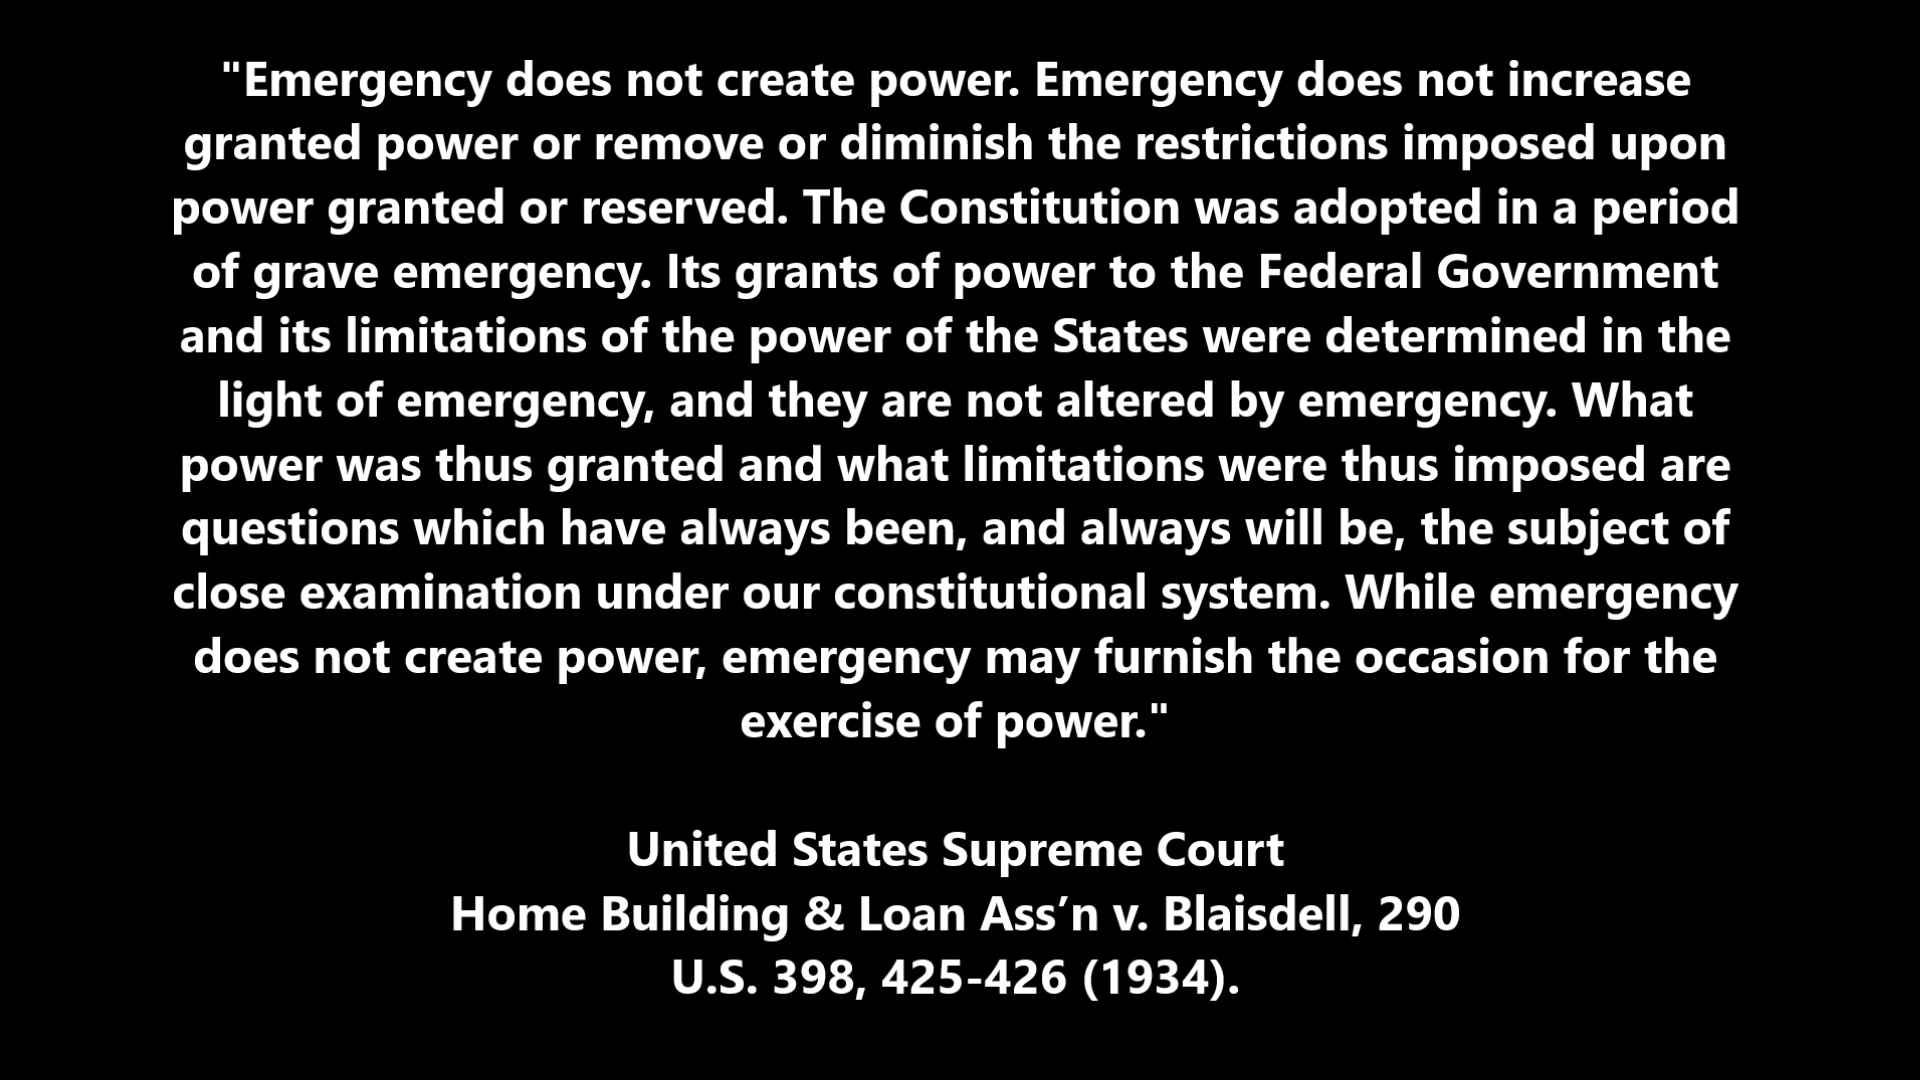 "Emergency does not create power. Emergency does not increase
granted power or remove or diminish the restrictions imposed upon
power granted or reserved. The Constitution was adopted in a period
of grave emergency. Its grants of power to the Federal Government
and its limitations of the power of the States were determined in the
light of emergency, and they are not altered by emergency. What
power was thus granted and what limitations were thus imposed are
questions which have always been, and always will be, the subject of
close examination under our constitutional system. While emergency
does not create power, emergency may furnish the occasion for the
exercise of power."
United States Supreme Court
Home Building & Loan Ass’n v. Blaisdell, 290
U.S. 398, 425-426 (1934).